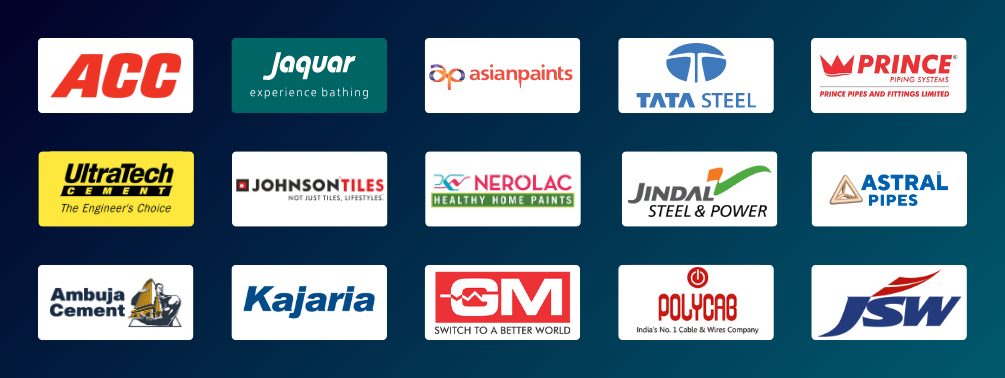 ACC
Jaquar
experience bathing
ap asianpaints
TATA STEEL
PRINCE®
PIPING SYSTEMS
PRINCE PIPES AND FITTINGS LIMITED
UltraTech
CEMENT
The Engineer's Choice
JOHNSON TILES
NOT JUST TILES, LIFESTYLES.
NEROLAC
HEALTHY HOME PAINTS
JINDAL
STEEL & POWER
ASTRAL
PIPES
Ambuja
Cement
Kajaria
GM
SWITCH TO A BETTER WORLD
POLYCAB
India's No. 1 Cable & Wires Company
JSW